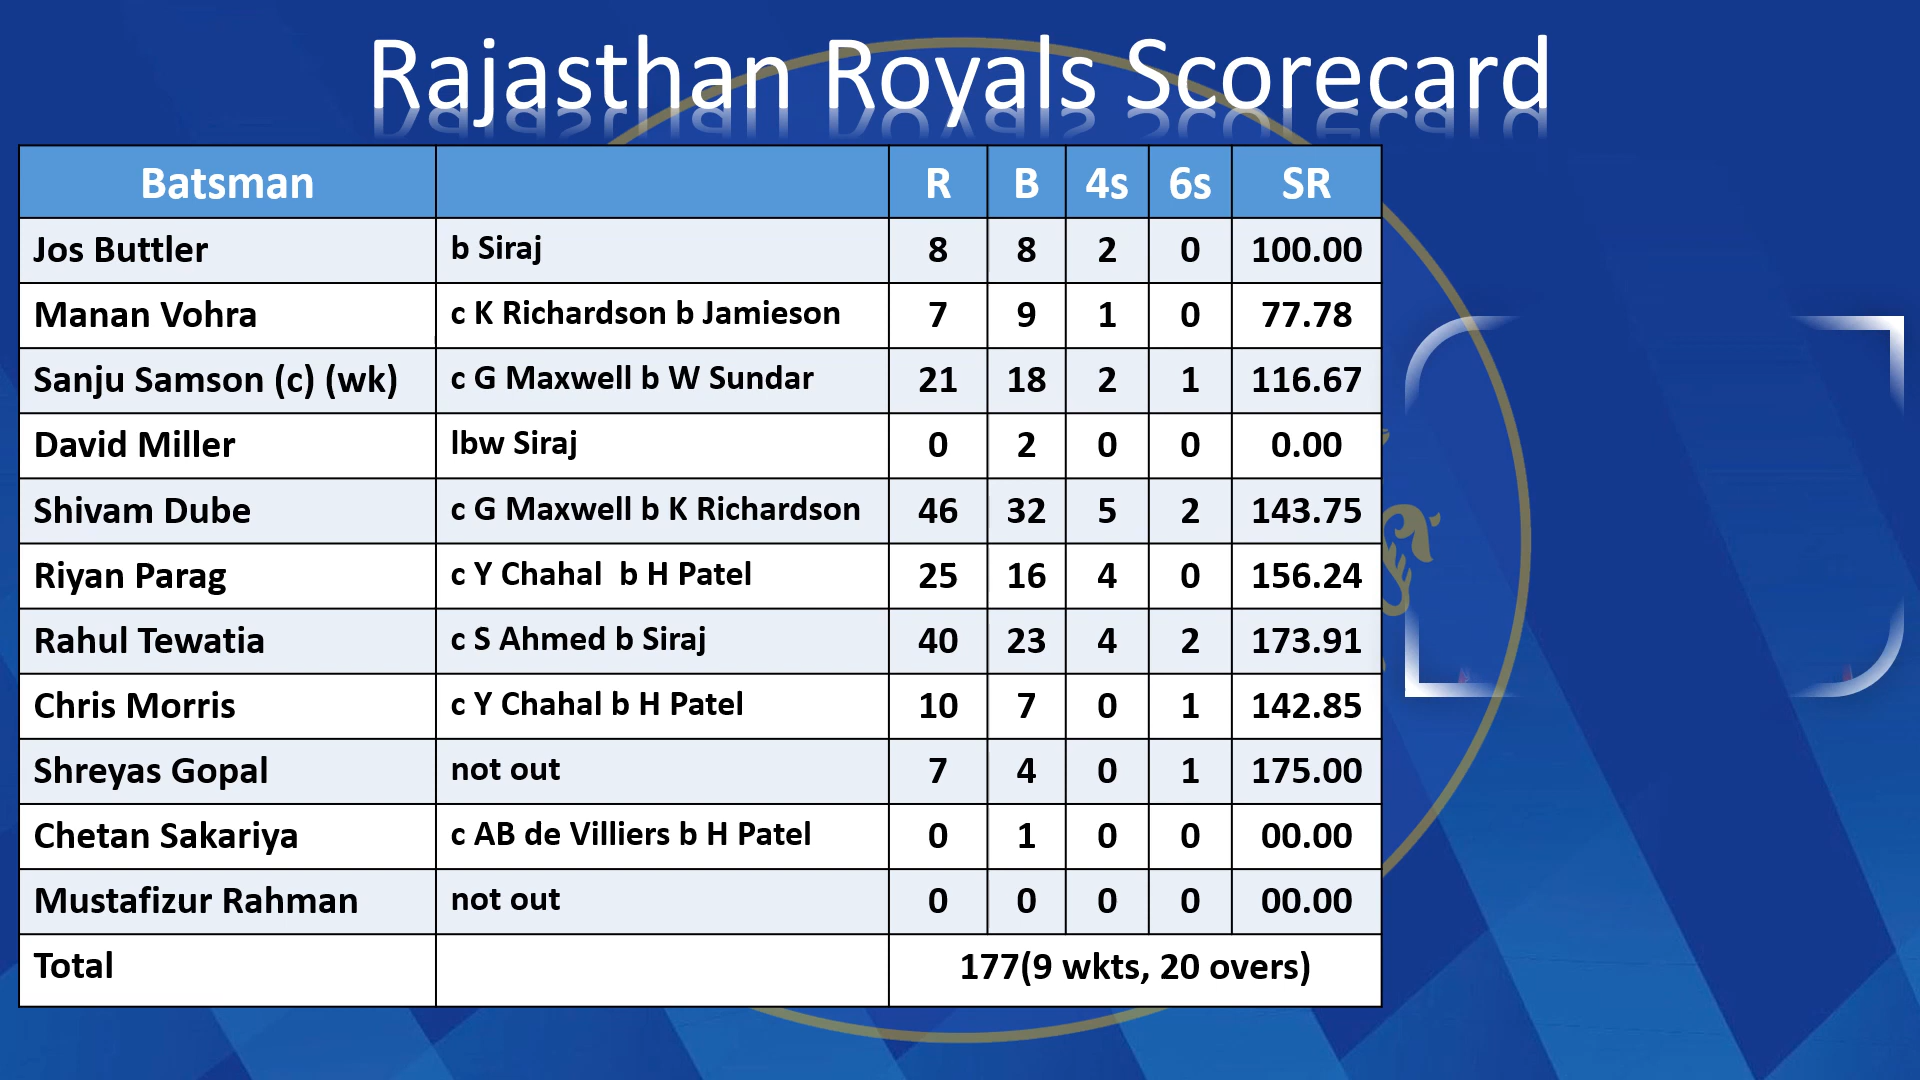 Rajasthan Royals Scorecard
Batsman R B 4s 6s SR
Jos Buttler b Siraj 8 8 2 0 100.00
Manan Vohra c K Richardson b Jamieson 7 9 1 0 77.78
Sanju Samson (c) (wk) c G Maxwell b W Sundar 21 18 2 1 116.67
David Miller lbw Siraj 0 2 0 0 0.00
Shivam Dube c G Maxwell b K Richardson 46 32 5 2 143.75
Riyan Parag c Y Chahal b H Patel 25 16 4 0 156.24
Rahul Tewatia c S Ahmed b Siraj 40 23 4 2 173.91
Chris Morris c Y Chahal b H Patel 10 7 0 1 142.85
Shreyas Gopal not out 7 4 0 1 175.00
Chetan Sakariya c AB de Villiers b H Patel 0 1 0 0 00.00
Mustafizur Rahman not out 0 0 0 0 00.00
Total 177(9 wkts, 20 overs)